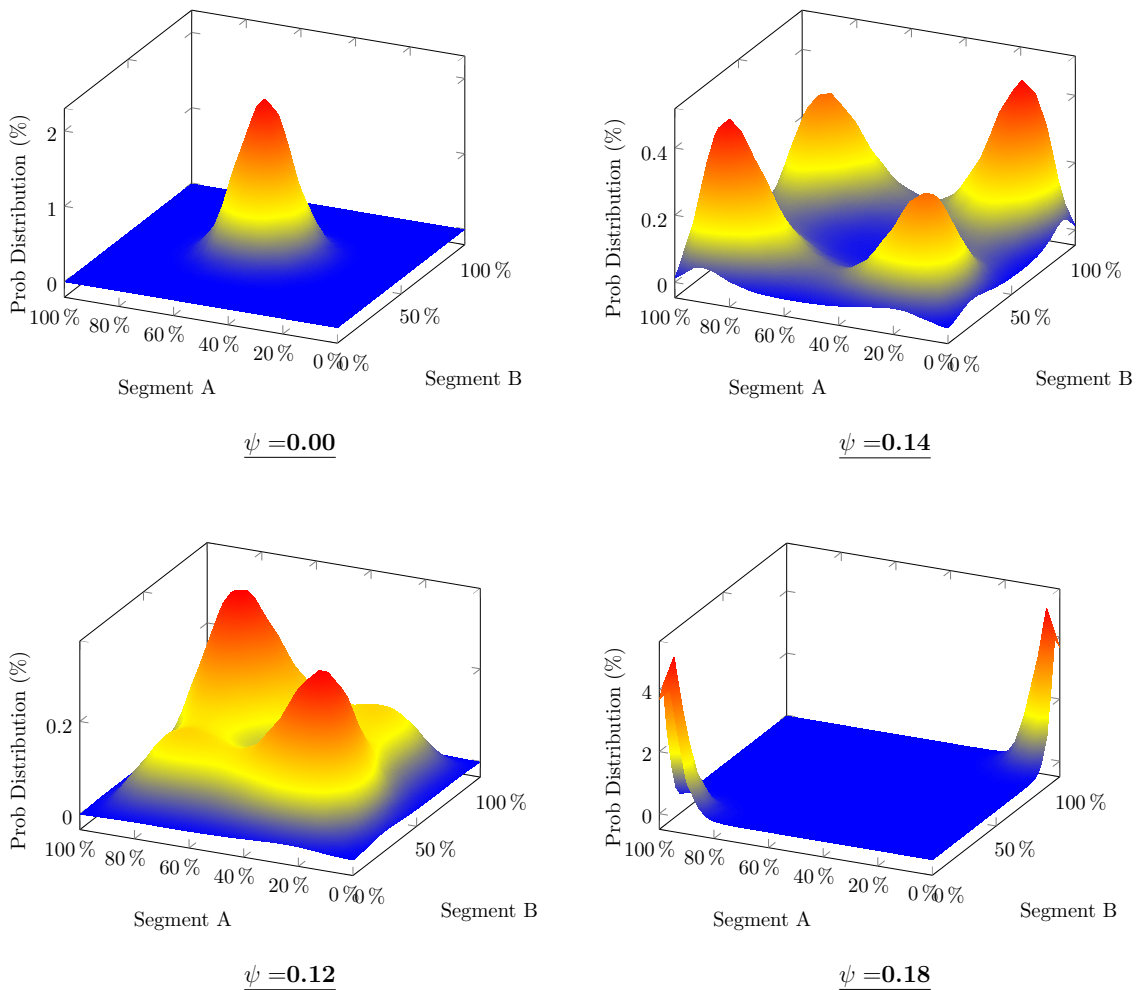 Prob Distribution (%)
2
1
0
100 %
80 %
60 %
40 %
20 %
0 %
0 %
50 %
100 %
Segment A
Segment B
ψ =0.00
Prob Distribution (%)
0.4
0.2
0
100 %
80 %
60 %
40 %
20 %
0 %
0 %
50 %
100 %
Segment A
Segment B
ψ =0.14
Prob Distribution (%)
0.2
0
100 %
80 %
60 %
40 %
20 %
0 %
0 %
50 %
100 %
Segment A
Segment B
ψ =0.12
Prob Distribution (%)
4
2
0
100 %
80 %
60 %
40 %
20 %
0 %
0 %
50 %
100 %
Segment A
Segment B
ψ =0.18